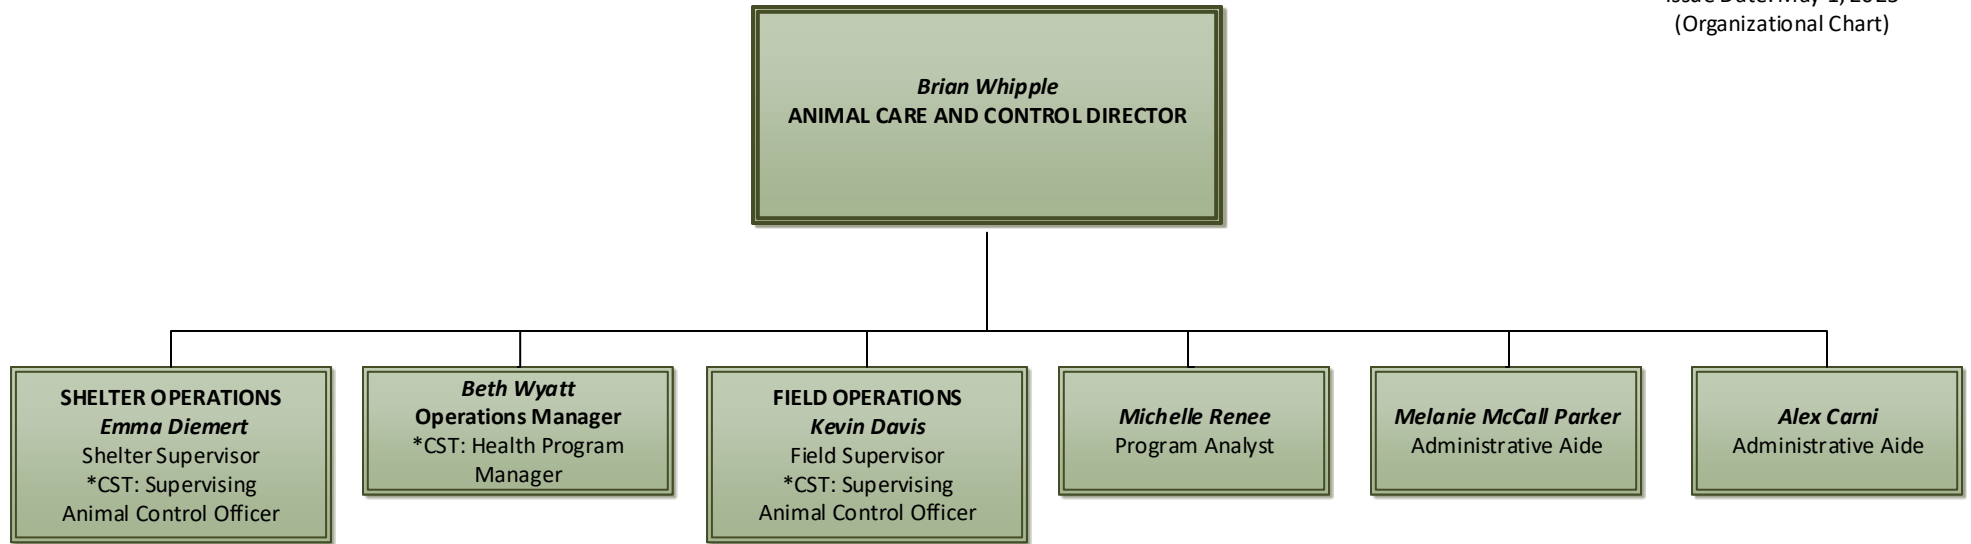 (Organizational Chart)
Brian Whipple
ANIMAL CARE AND CONTROL DIRECTOR
SHELTER OPERATIONS
Emma Diemert
Shelter Supervisor
*CST: Supervising
Animal Control Officer
Beth Wyatt
Operations Manager
*CST: Health Program
Manager
FIELD OPERATIONS
Kevin Davis
Field Supervisor
*CST: Supervising
Animal Control Officer
Michelle Renee
Program Analyst
Melanie McCall Parker
Administrative Aide
Alex Carni
Administrative Aide